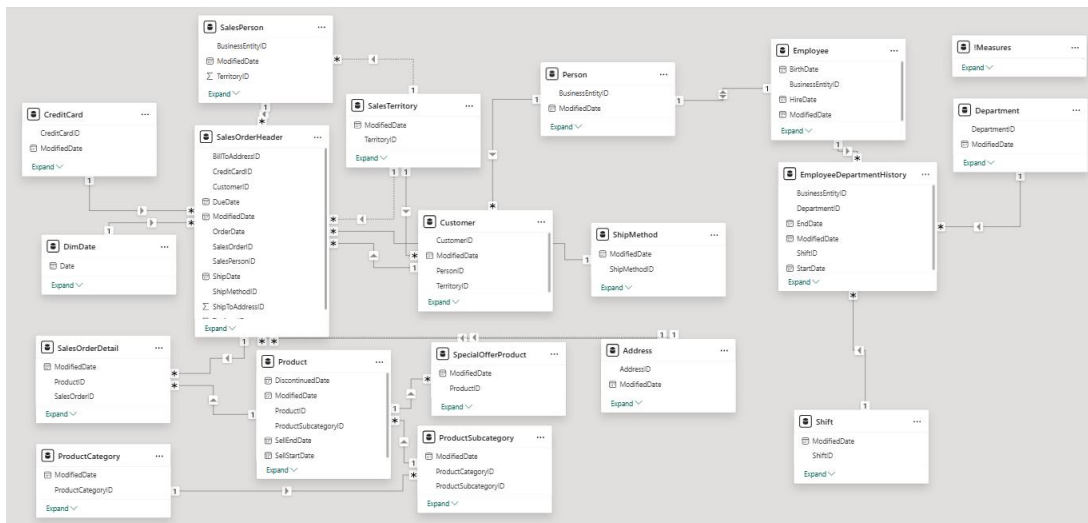 SalesPerson
BusinessEntityID
ModifiedDate
TerritoryID
Expand
CreditCard
CreditCardID
ModifiedDate
Expand
SalesOrderHeader
BillToAddressID
CreditCardID
CustomerID
DueDate
ModifiedDate
OrderDate
SalesOrderID
SalesPersonID
ShipDate
ShipMethodID
ShipToAddressID
Expand
SalesTerritory
ModifiedDate
TerritoryID
Expand
Person
BusinessEntityID
ModifiedDate
Expand
Employee
BirthDate
BusinessEntityID
HireDate
ModifiedDate
Expand
!Measures
Expand
Department
DepartmentID
ModifiedDate
Expand
EmployeeDepartmentHistory
BusinessEntityID
DepartmentID
EndDate
ModifiedDate
ShiftID
StartDate
Expand
DimDate
Date
Expand
Customer
CustomerID
ModifiedDate
PersonID
TerritoryID
Expand
ShipMethod
ModifiedDate
ShipMethodID
Expand
SalesOrderDetail
ModifiedDate
ProductID
SalesOrderID
Expand
Product
DiscontinuedDate
ModifiedDate
ProductID
ProductSubcategoryID
SellEndDate
SellStartDate
Expand
SpecialOfferProduct
ModifiedDate
ProductID
Expand
Address
AddressID
ModifiedDate
Expand
ProductCategory
ModifiedDate
ProductCategoryID
Expand
ProductSubcategory
ModifiedDate
ProductCategoryID
ProductSubcategoryID
Expand
Shift
ModifiedDate
ShiftID
Expand